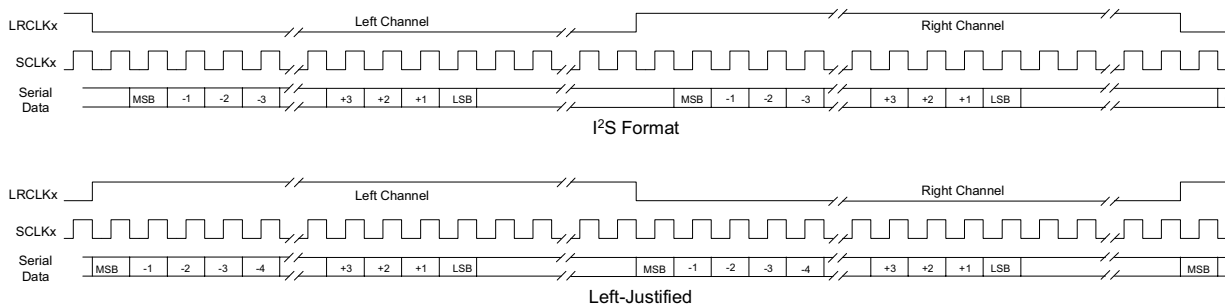 LRCLKx Left Channel Right Channel
SCLKx
Serial Data MSB -1 -2 -3 +3 +2 +1 LSB MSB -1 -2 -3 +3 +2 +1 LSB
I²S Format
LRCLKx Left Channel Right Channel
SCLKx
Serial Data MSB -1 -2 -3 -4 +3 +2 +1 LSB MSB -1 -2 -3 -4 +3 +2 +1 LSB MSB
Left-Justified